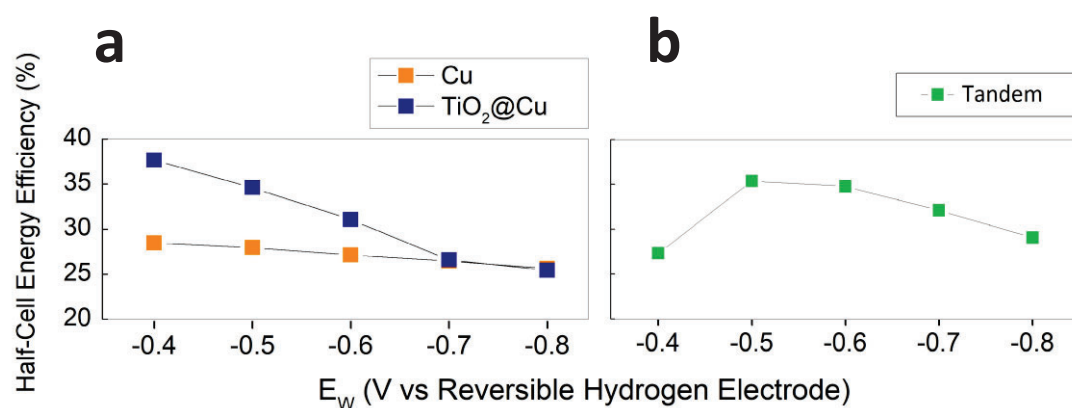 a
b
Cu
TiO₂@Cu
Tandem
Half-Cell Energy Efficiency (%)
40
35
30
25
20
-0.4 -0.5 -0.6 -0.7 -0.8
-0.4 -0.5 -0.6 -0.7 -0.8
E_W (V vs Reversible Hydrogen Electrode)